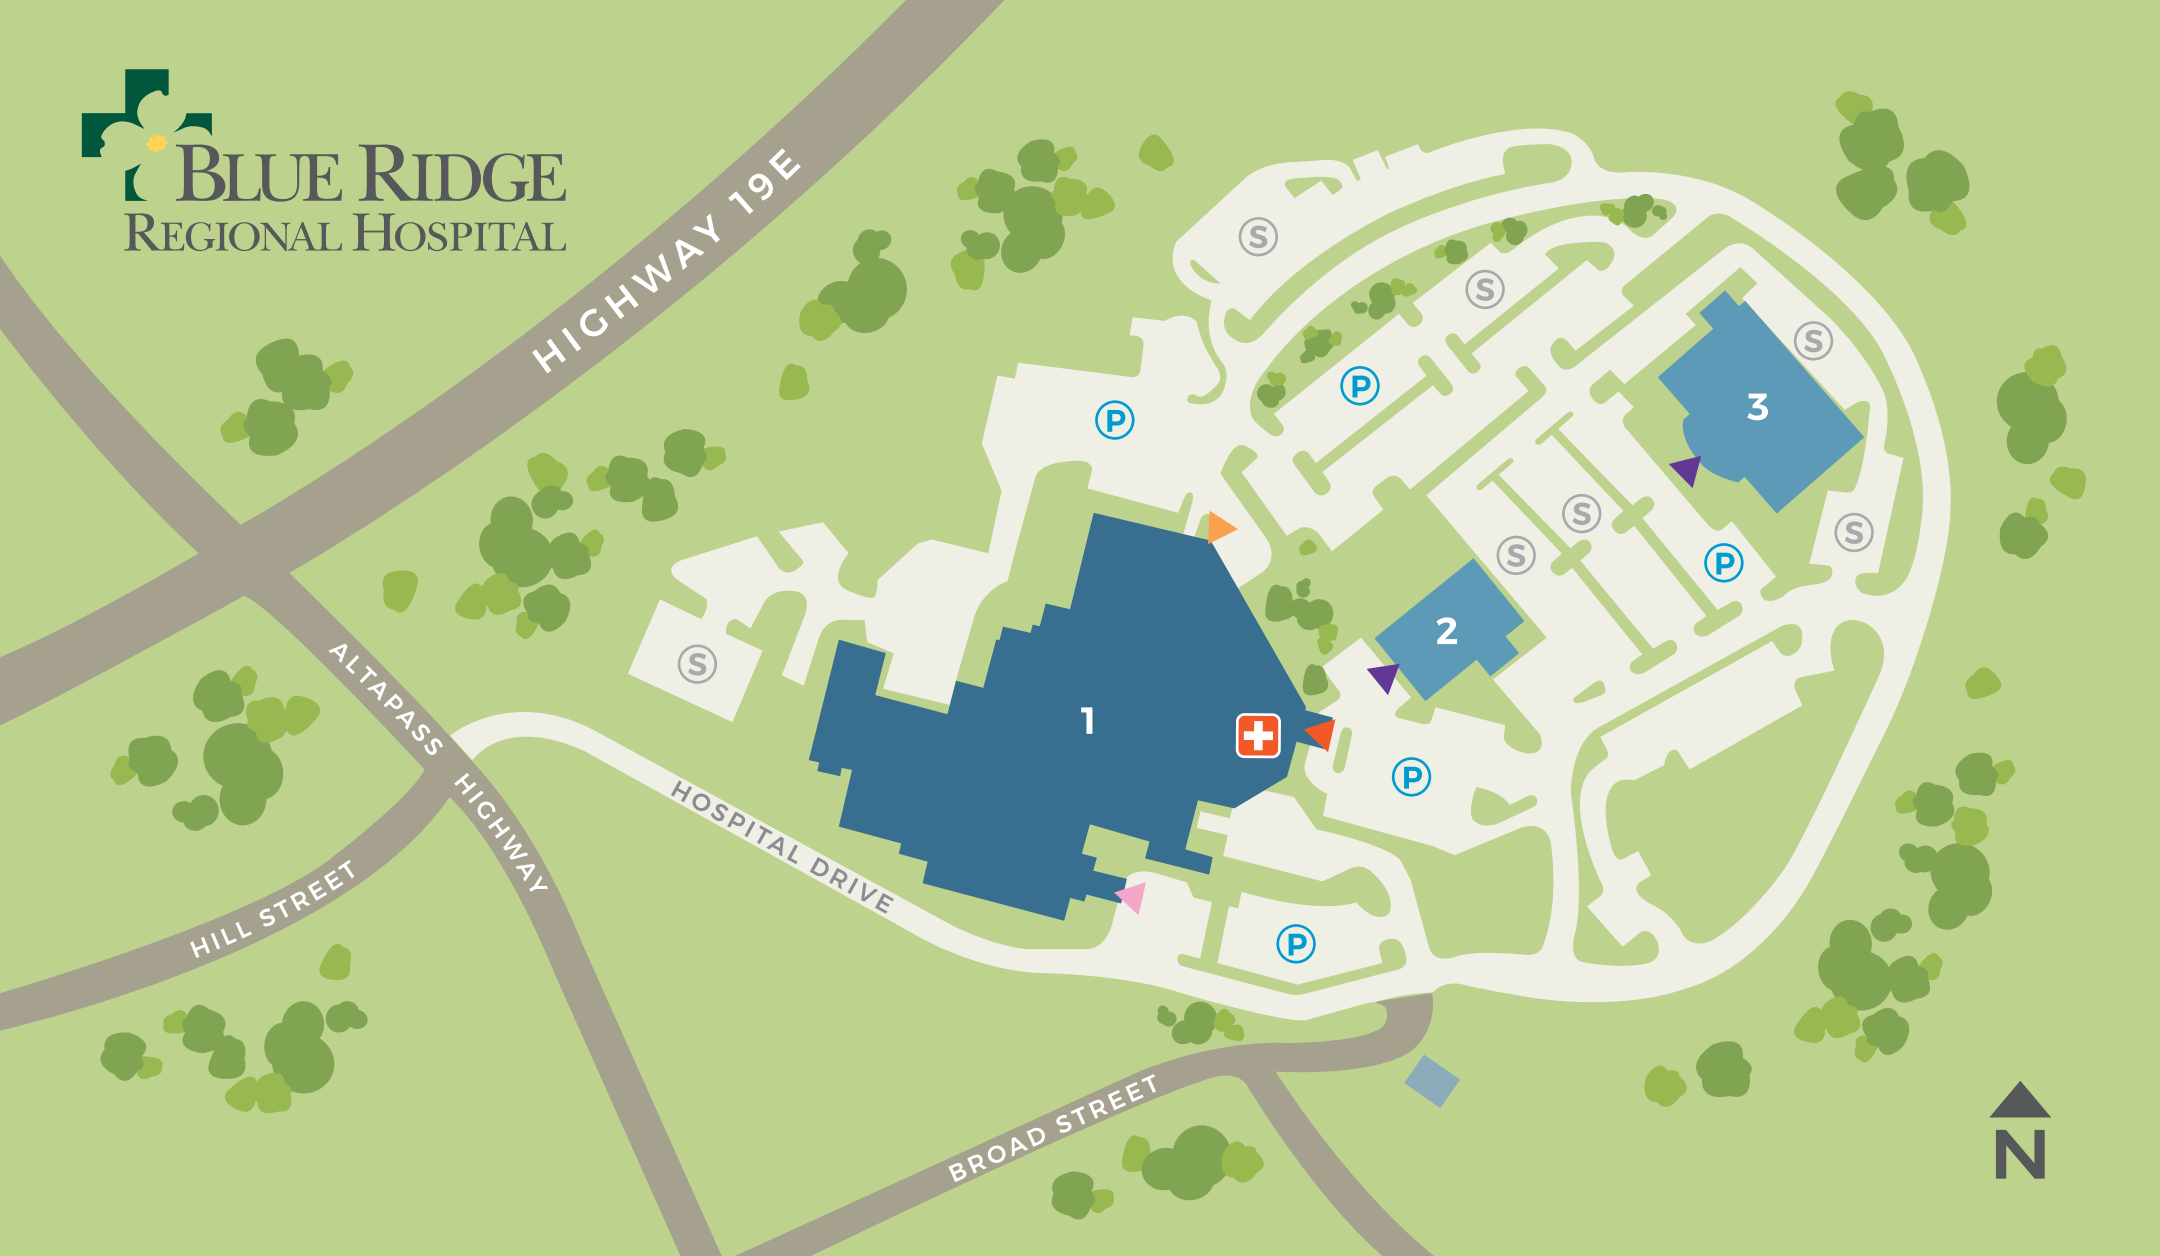 BLUE RIDGE
REGIONAL HOSPITAL
HIGHWAY 19E
S
S
S
P
P
3
S
S
S
P
2
S
ALTAPASS
HIGHWAY
1
P
HOSPITAL DRIVE
HILL STREET
P
BROAD STREET
N